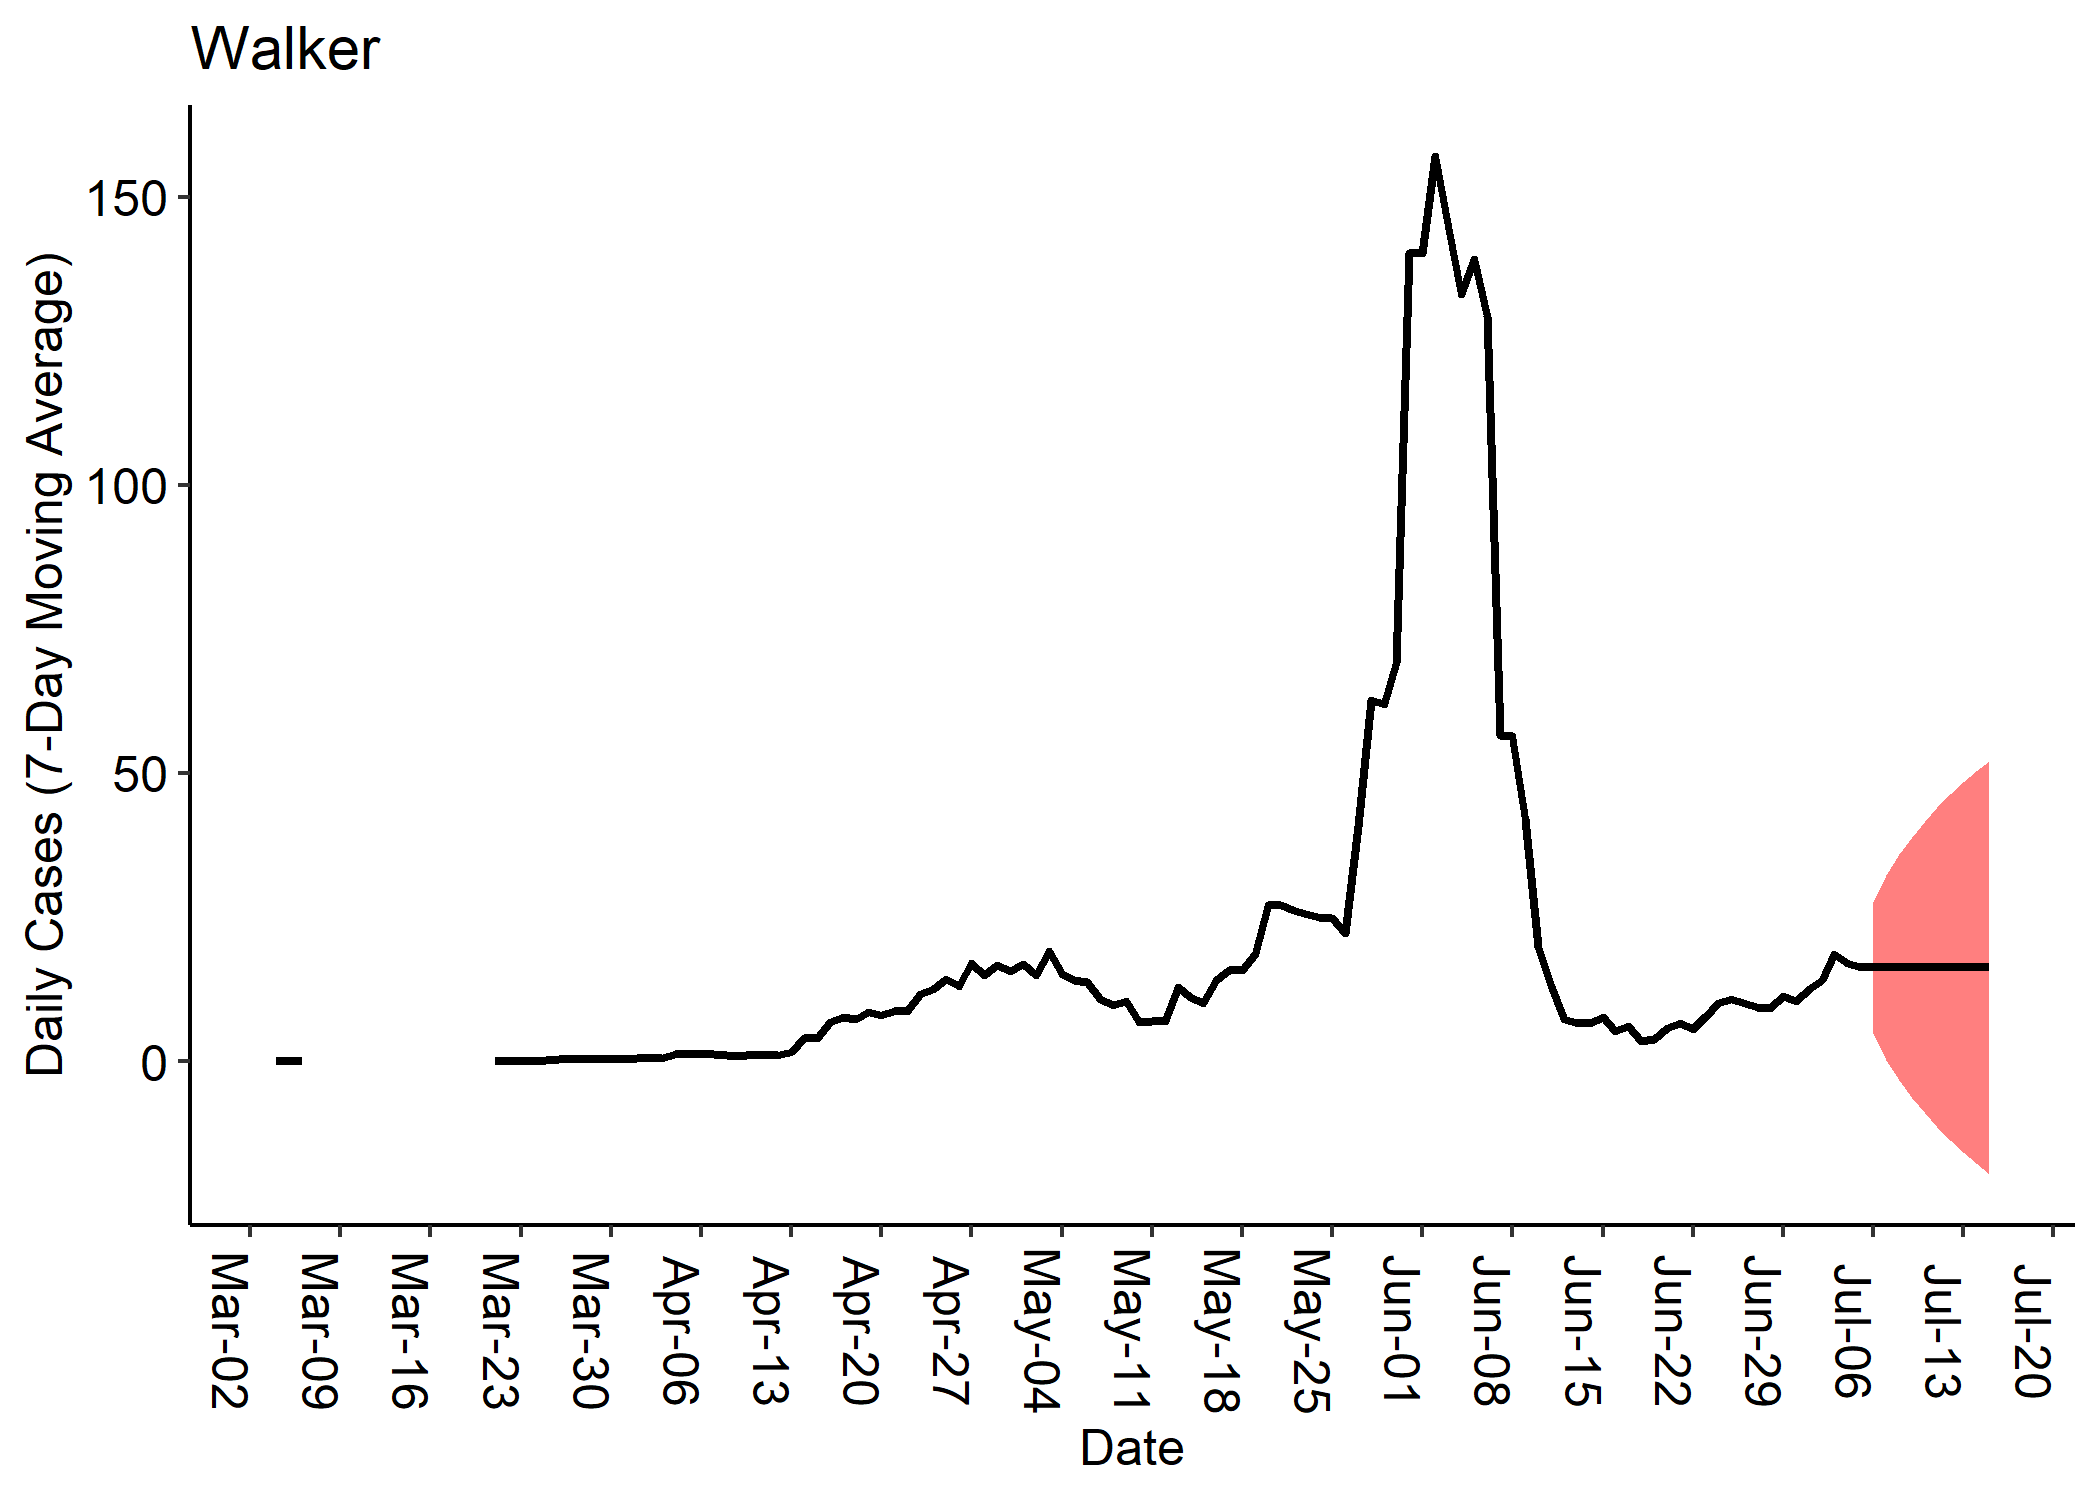 Walker
Daily Cases (7-Day Moving Average)
150
100
50
0
Mar-02
Mar-09
Mar-16
Mar-23
Mar-30
Apr-06
Apr-13
Apr-20
Apr-27
May-04
May-11
May-18
May-25
Jun-01
Jun-08
Jun-15
Jun-22
Jun-29
Jul-06
Jul-13
Jul-20
Date